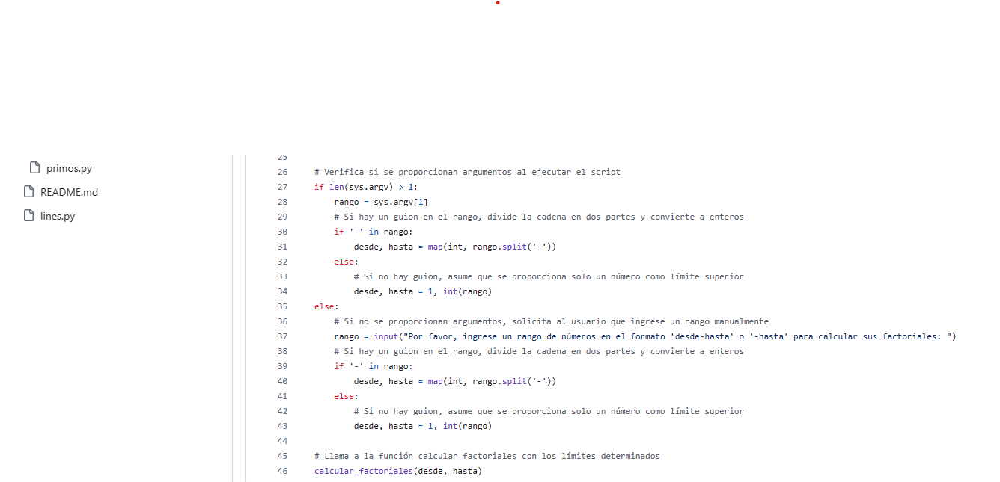 primos.py
README.md
lines.py
25
26 # Verifica si se proporcionan argumentos al ejecutar el script
27 if len(sys.argv) > 1:
28     rango = sys.argv[1]
29     # Si hay un guion en el rango, divide la cadena en dos partes y convierte a enteros
30     if '-' in rango:
31         desde, hasta = map(int, rango.split('-'))
32     else:
33         # Si no hay guion, asume que se proporciona solo un número como límite superior
34         desde, hasta = 1, int(rango)
35 else:
36     # Si no se proporcionan argumentos, solicita al usuario que ingrese un rango manualmente
37     rango = input("Por favor, ingrese un rango de números en el formato 'desde-hasta' o '-hasta' para calcular sus factoriales: ")
38     # Si hay un guion en el rango, divide la cadena en dos partes y convierte a enteros
39     if '-' in rango:
40         desde, hasta = map(int, rango.split('-'))
41     else:
42         # Si no hay guion, asume que se proporciona solo un número como límite superior
43         desde, hasta = 1, int(rango)
44
45 # Llama a la función calcular_factoriales con los límites determinados
46 calcular_factoriales(desde, hasta)